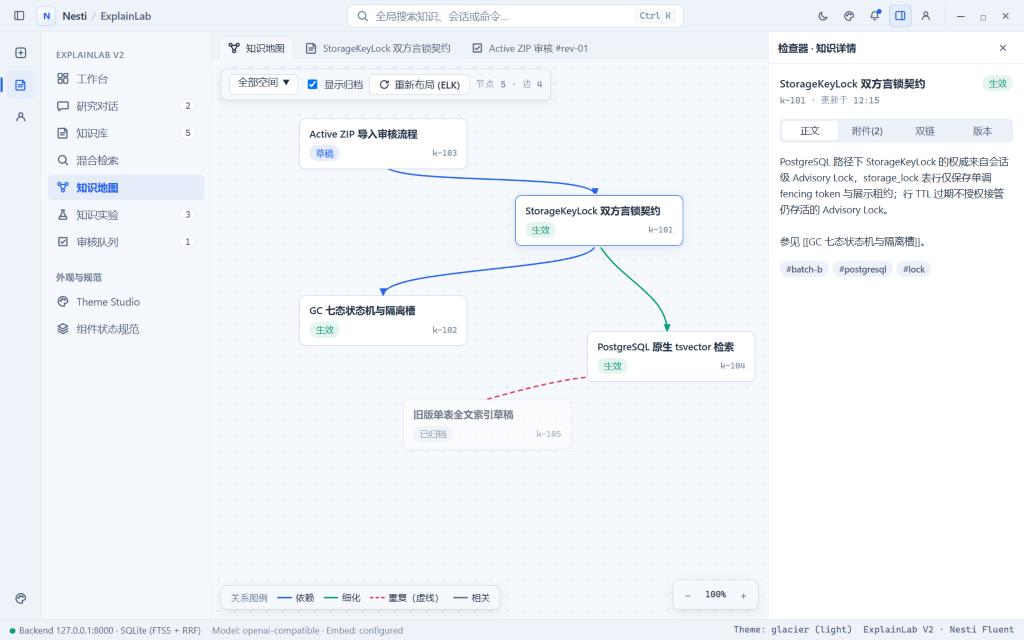 N Nesti / ExplainLab
全局搜索知识、会话或命令... Ctrl K
EXPLAINLAB V2
工作台
研究对话 2
知识库 5
混合检索
知识地图
知识实验 3
审核队列 1
外观与规范
Theme Studio
组件状态规范
知识地图
StorageKeyLock 双方言锁契约
Active ZIP 审核 #rev-01
全部空间 ▼
显示归档
重新布局 (ELK)
节点 5 · 边 4
Active ZIP 导入审核流程
草稿 k-103
StorageKeyLock 双方言锁契约
生效 k-101
GC 七态状态机与隔离槽
生效 k-102
PostgreSQL 原生 tsvector 检索
生效 k-104
旧版单表全文索引草稿
已归档 k-105
关系图例 依赖 细化 重复（虚线） 相关
− 100% +
检查器 · 知识详情
StorageKeyLock 双方言锁契约 生效
k-101 · 更新于 12:15
正文 附件(2) 双链 版本
PostgreSQL 路径下 StorageKeyLock 的权威来自会话
级 Advisory Lock，storage_lock 表行仅保存单调
fencing token 与展示租约；行 TTL 过期不授权接管
仍存活的 Advisory Lock。
参见 [[GC 七态状态机与隔离槽]]。
#batch-b #postgresql #lock
Backend 127.0.0.1:8000 · SQLite (FTS5 + RRF) Model: openai-compatible · Embed: configured
Theme: glacier (light) ExplainLab V2 · Nesti Fluent